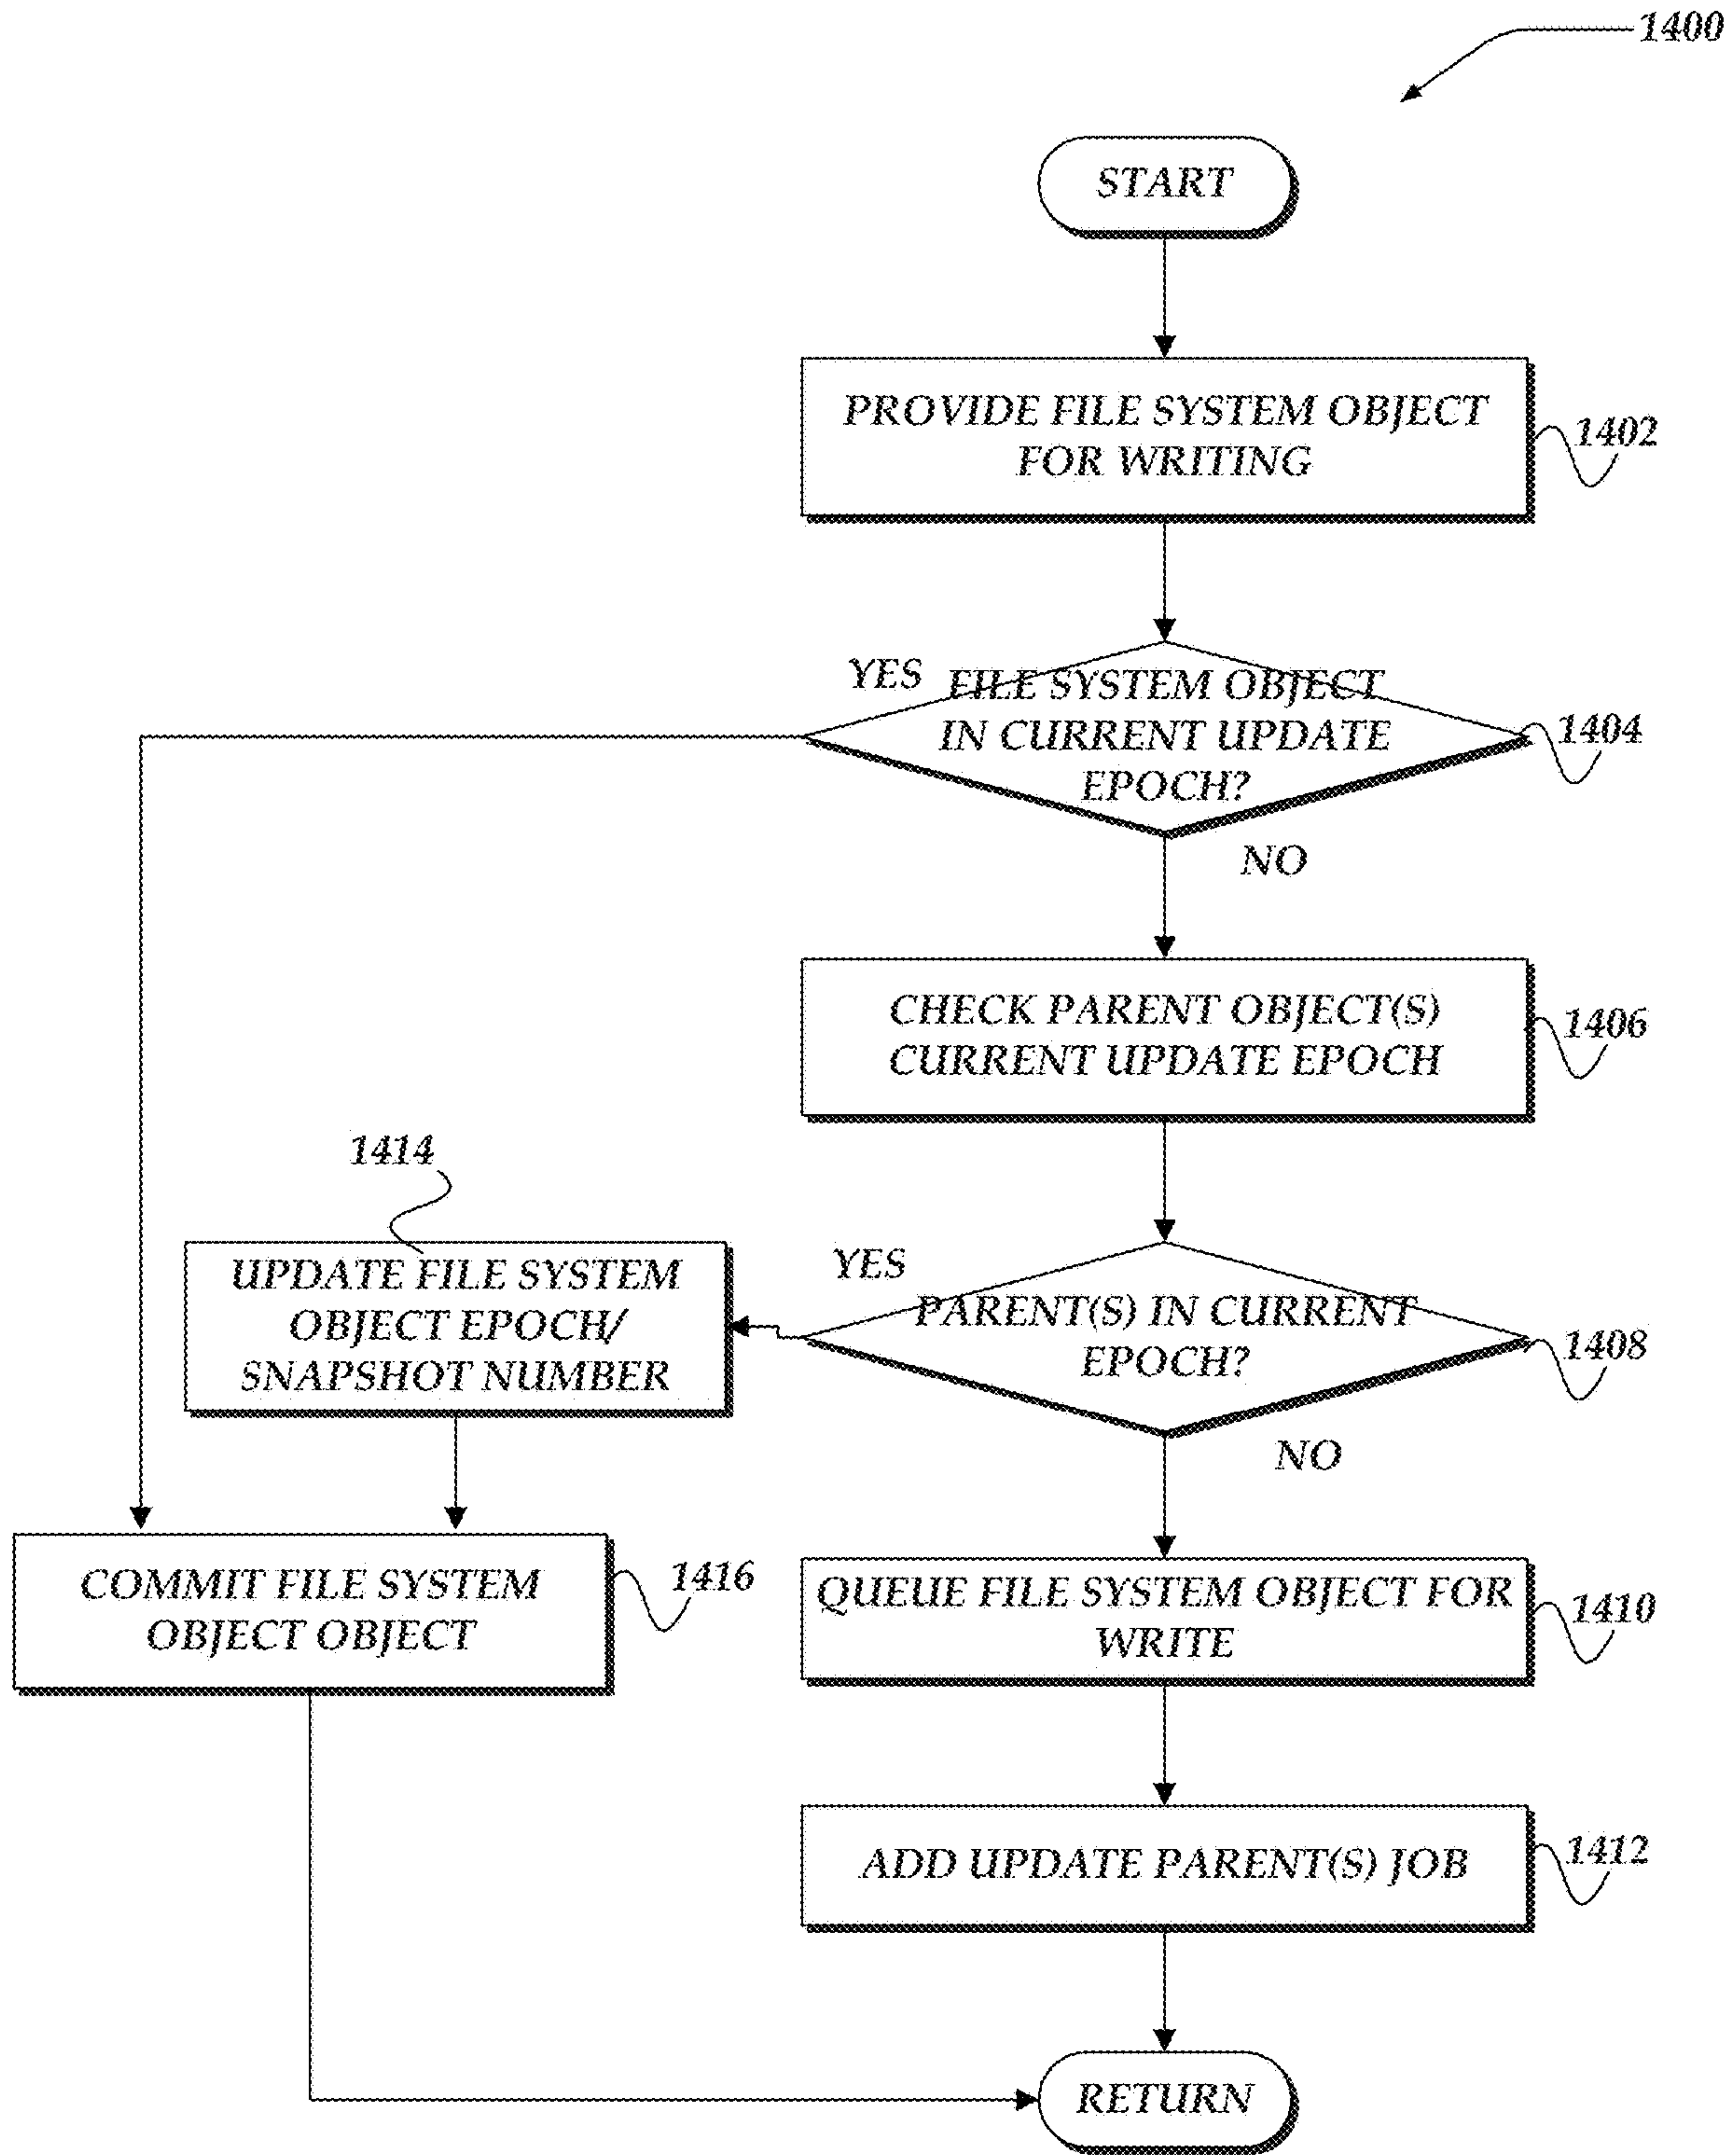 1400
START
PROVIDE FILE SYSTEM OBJECT
FOR WRITING
1402
YES
FILE SYSTEM OBJECT
IN CURRENT UPDATE
EPOCH?
1404
NO
CHECK PARENT OBJECT(S)
CURRENT UPDATE EPOCH
1406
1414
UPDATE FILE SYSTEM
OBJECT EPOCH/
SNAPSHOT NUMBER
YES
PARENT(S) IN CURRENT
EPOCH?
1408
NO
COMMIT FILE SYSTEM
OBJECT OBJECT
1416
QUEUE FILE SYSTEM OBJECT FOR
WRITE
1410
ADD UPDATE PARENT(S) JOB
1412
RETURN